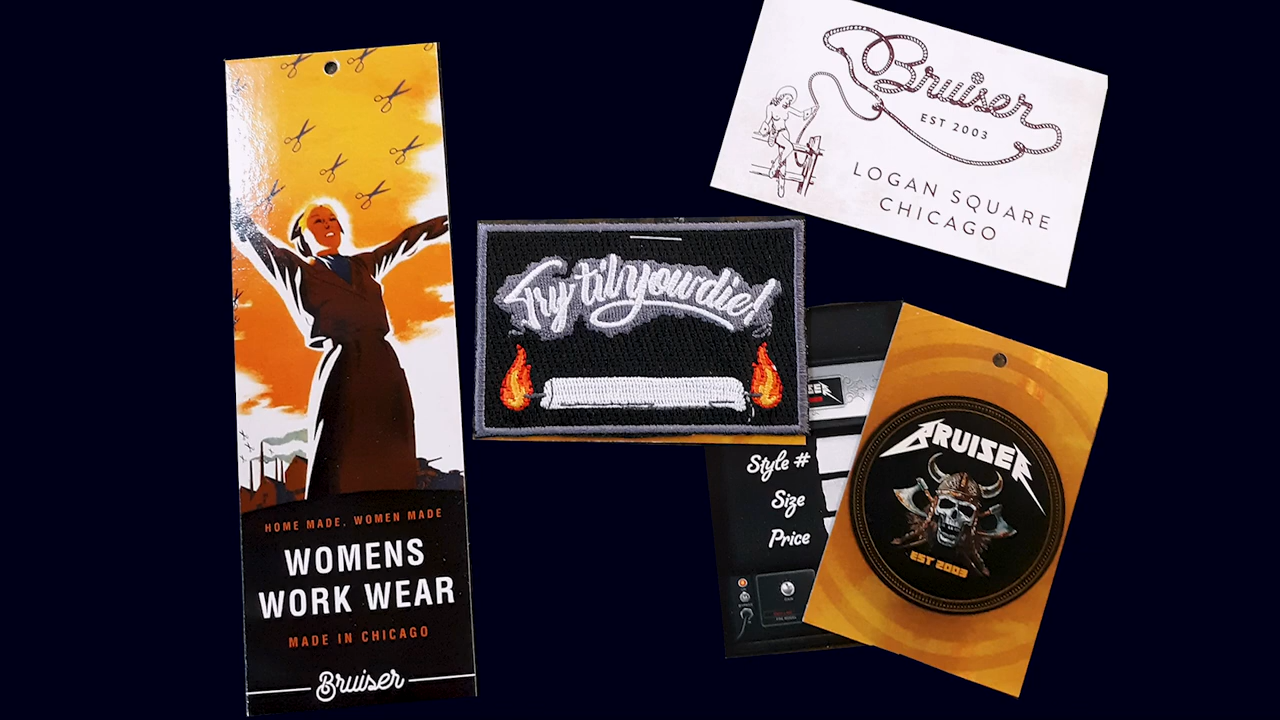 HOME MADE, WOMEN MADE
WOMENS
WORK WEAR
MADE IN CHICAGO
Bruiser
Try til you die!
Bruiser
EST 2003
LOGAN SQUARE
CHICAGO
Style #
Size
Price
BRUISER
EST 2003